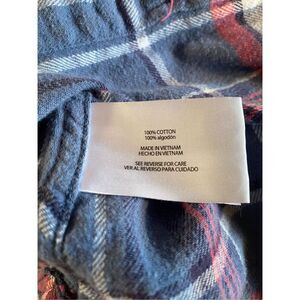 100% COTTON
100% algodón
MADE IN VIETNAM
HECHO EN VIETNAM
SEE REVERSE FOR CARE
VER AL REVERSO PARA CUIDADO